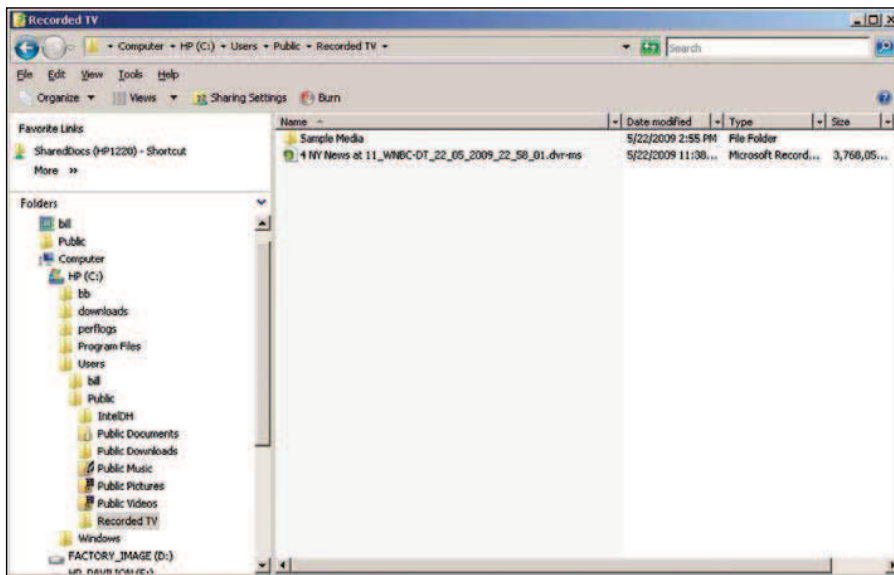 Recorded TV
Computer HP (C:) Users Public Recorded TV
Search
File Edit View Tools Help
Organize Views Sharing Settings Burn
Favorite Links
SharedDocs (HP1220) - Shortcut
More >>
Folders
bill
Public
Computer
HP (C:)
bb
downloads
perflogs
Program Files
Users
bill
Public
IntelDH
Public Documents
Public Downloads
Public Music
Public Pictures
Public Videos
Recorded TV
Windows
FACTORY_IMAGE (D:)
Name Date modified Type Size
Sample Media 5/22/2009 2:55 PM File Folder
4 NY News at 11_WNBC-DT_22_05_2009_22_58_01.dvr-ms 5/22/2009 11:38... Microsoft Record... 3,768,05...